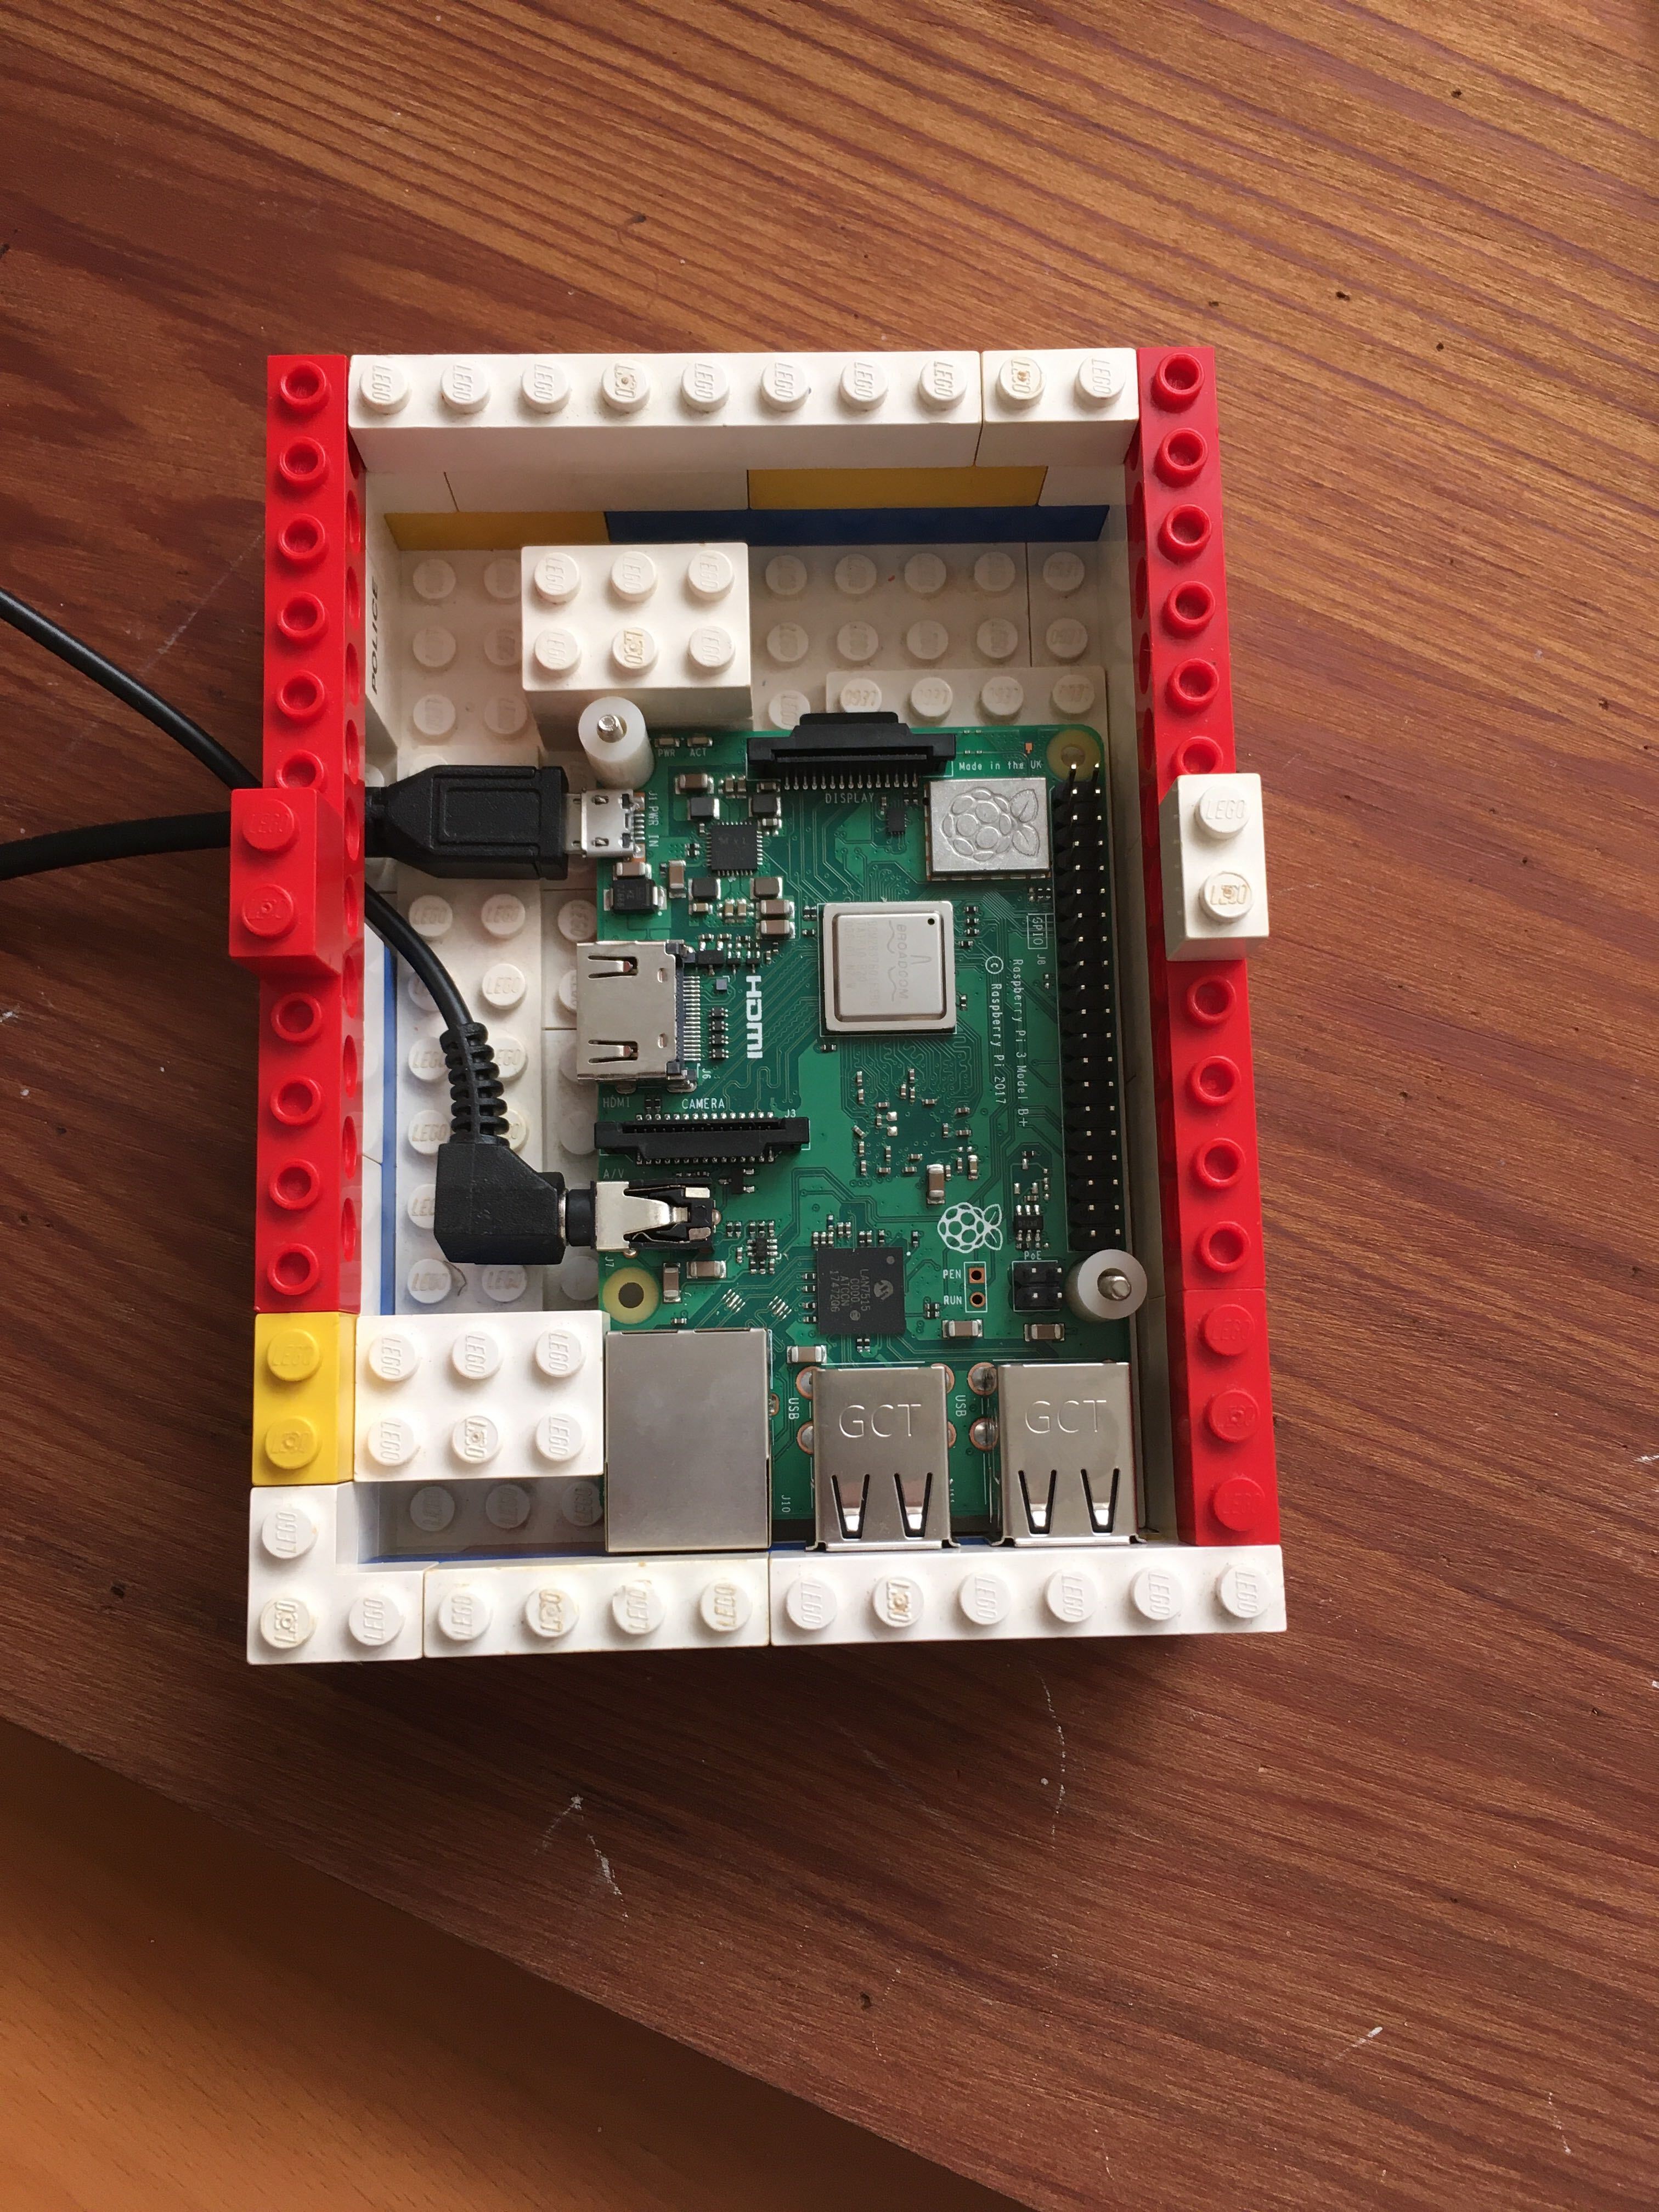 LEGO
POLICE
PWR ACT
Made in the UK
DISPLAY
J1 PWR IN
BROADCOM
GPIO
J8
HDMI
© Raspberry Pi 2017
Raspberry Pi 3 Model B+
J6
HDMI
CAMERA
J3
A/V
J7
PoE
PEN
RUN
LAN7515
1747206
USB
USB
GCT
GCT
J10